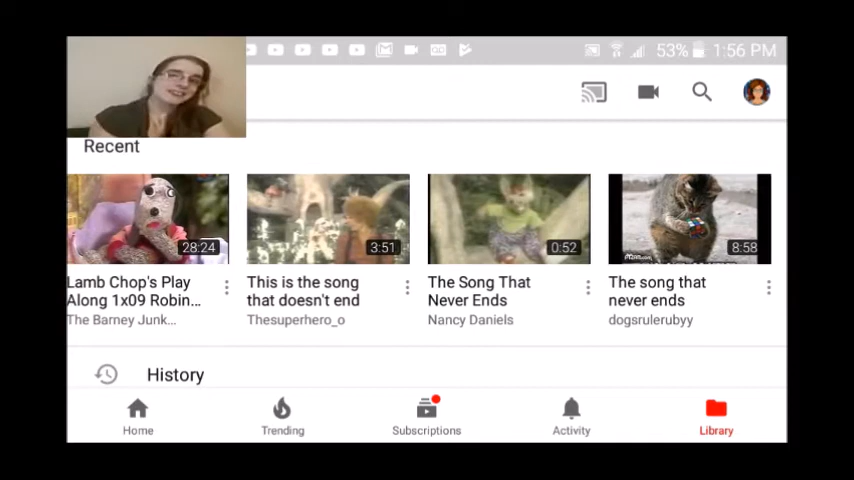 53% 1:56 PM
Recent
28:24
3:51
0:52
8:58
Lamb Chop's Play
Along 1x09 Robin...
The Barney Junk...
This is the song
that doesn't end
Thesuperhero_o
The Song That
Never Ends
Nancy Daniels
The song that
never ends
dogsrulerubyy
History
Home
Trending
Subscriptions
Activity
Library